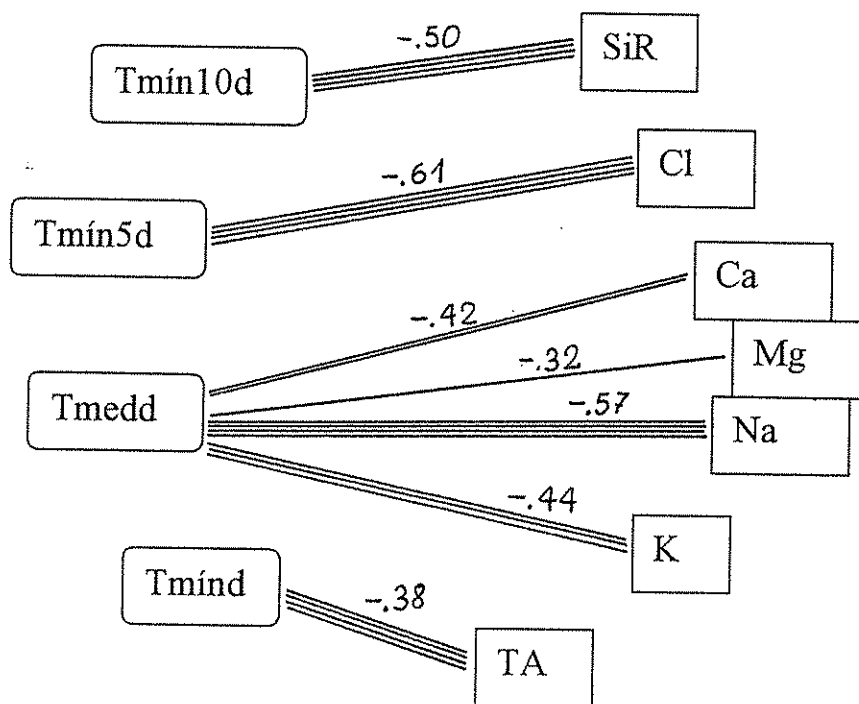 -.50
SiR
Tmín10d
-.61
Cl
Tmín5d
Ca
-.42
Mg
-.32
Tmedd
-.57
Na
-.44
K
Tmínd
-.38
TA